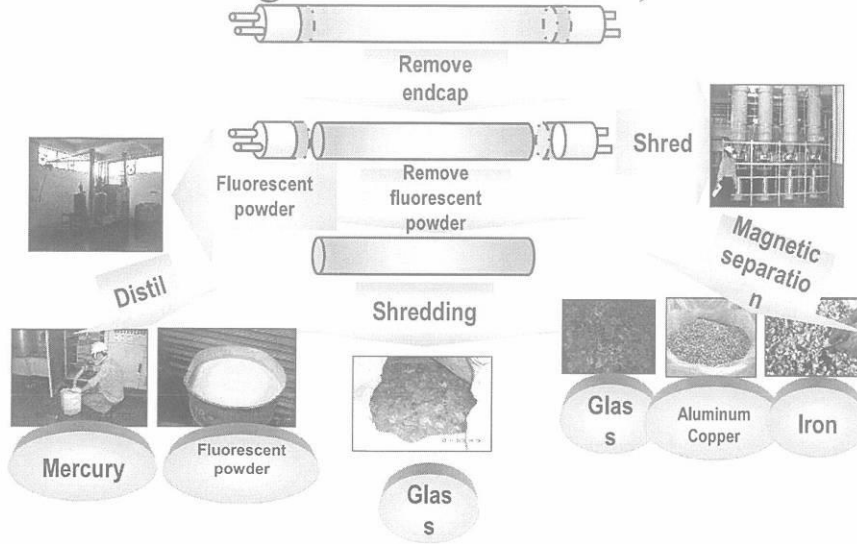 Remove
endcap
Shred
Fluorescent
powder
Remove
fluorescent
powder
Magnetic
separatio
n
Distil
Shredding
Glas
s
Aluminum
Copper
Iron
Mercury
Fluorescent
powder
Glas
s